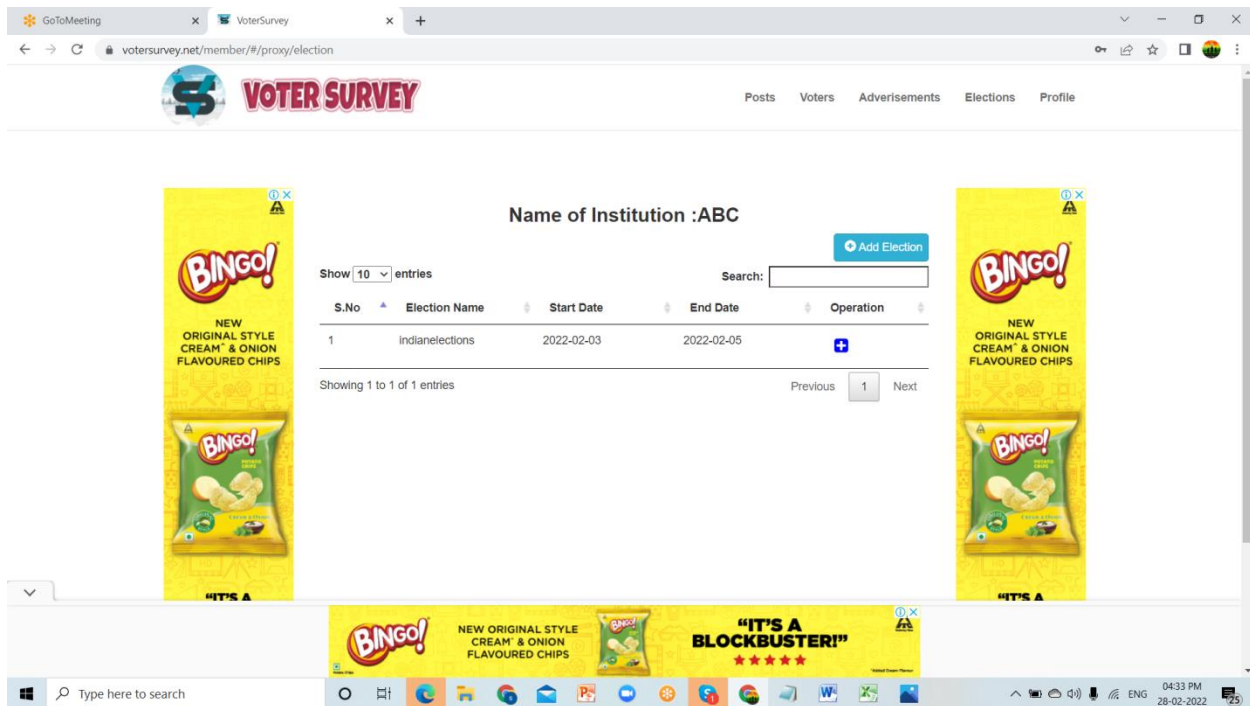 GoToMeeting
VoterSurvey
votersurvey.net/member/#/proxy/election
VOTER SURVEY
Posts Voters Adverisements Elections Profile
BINGO!
NEW
ORIGINAL STYLE
CREAM^ & ONION
FLAVOURED CHIPS
BINGO!
"IT'S A
Name of Institution :ABC
Add Election
Show 10 entries
Search:
S.No Election Name Start Date End Date Operation
1 indianelections 2022-02-03 2022-02-05
Showing 1 to 1 of 1 entries
Previous 1 Next
BINGO!
NEW
ORIGINAL STYLE
CREAM^ & ONION
FLAVOURED CHIPS
BINGO!
"IT'S A
BINGO!
NEW ORIGINAL STYLE
CREAM^ & ONION
FLAVOURED CHIPS
BINGO!
"IT'S A
BLOCKBUSTER!"
Type here to search
ENG
04:33 PM
28-02-2022
25